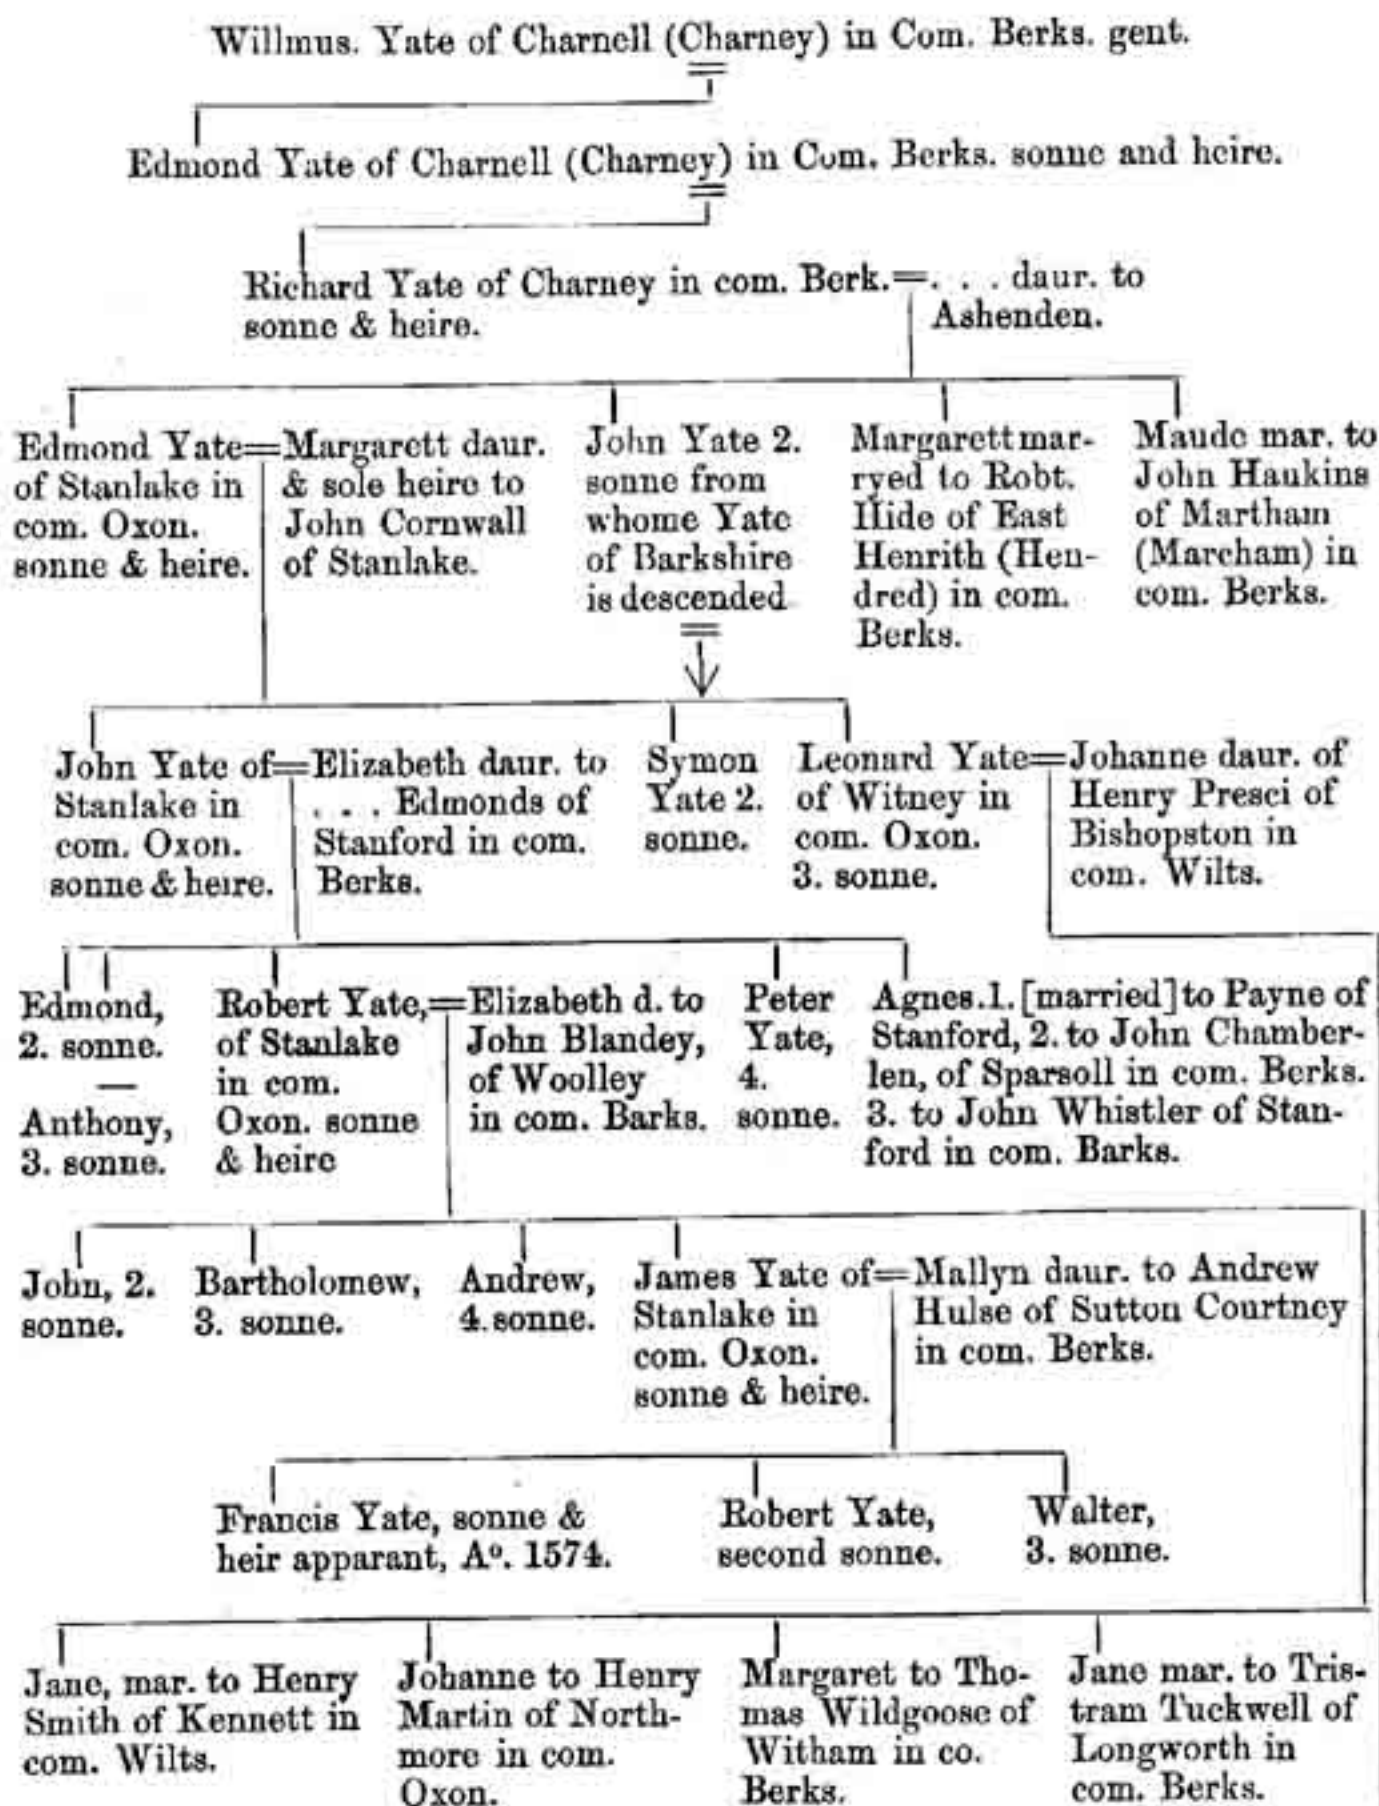 Willmus. Yate of Charnell (Charney) in Com. Berks. gent.
Edmond Yate of Charnell (Charney) in Com. Berks. sonne and heire.
Richard Yate of Charney in com. Berk.=. . . daur. to
sonne & heire.
Ashenden.
Edmond Yate=
of Stanlake in
com. Oxon.
sonne & heire.
Margarett daur.
& sole heire to
John Cornwall
of Stanlake.
John Yate 2.
sonne from
whome Yate
of Barkshire
is descended
Margarett mar-
ryed to Robt.
Hide of East
Henrith (Hen-
dred) in com.
Berks.
Maude mar. to
John Haukins
of Martham
(Marcham) in
com. Berks.
John Yate of=
Stanlake in
com. Oxon.
sonne & heire.
Elizabeth daur. to
. . . Edmonds of
Stanford in com.
Berks.
Symon
Yate 2.
sonne.
Leonard Yate=
of Witney in
com. Oxon.
3. sonne.
Johanne daur. of
Henry Presci of
Bishopston in
com. Wilts.
Edmond,
2. sonne.
—
Anthony,
3. sonne.
Robert Yate,=
of Stanlake
in com.
Oxon. sonne
& heire
Elizabeth d. to
John Blandey,
of Woolley
in com. Barks.
Peter
Yate,
4.
sonne.
Agnes.1. [married] to Payne of
Stanford, 2. to John Chamber-
len, of Sparsoll in com. Berks.
3. to John Whistler of Stan-
ford in com. Barks.
John, 2.
sonne.
Bartholomew,
3. sonne.
Andrew,
4. sonne.
James Yate of=
Stanlake in
com. Oxon.
sonne & heire.
Mallyn daur. to Andrew
Hulse of Sutton Courtney
in com. Berks.
Francis Yate, sonne &
heir apparant, Aº. 1574.
Robert Yate,
second sonne.
Walter,
3. sonne.
Jane, mar. to Henry
Smith of Kennett in
com. Wilts.
Johanne to Henry
Martin of North-
more in com.
Oxon.
Margaret to Tho-
mas Wildgoose of
Witham in co.
Berks.
Jane mar. to Tris-
tram Tuckwell of
Longworth in
com. Berks.